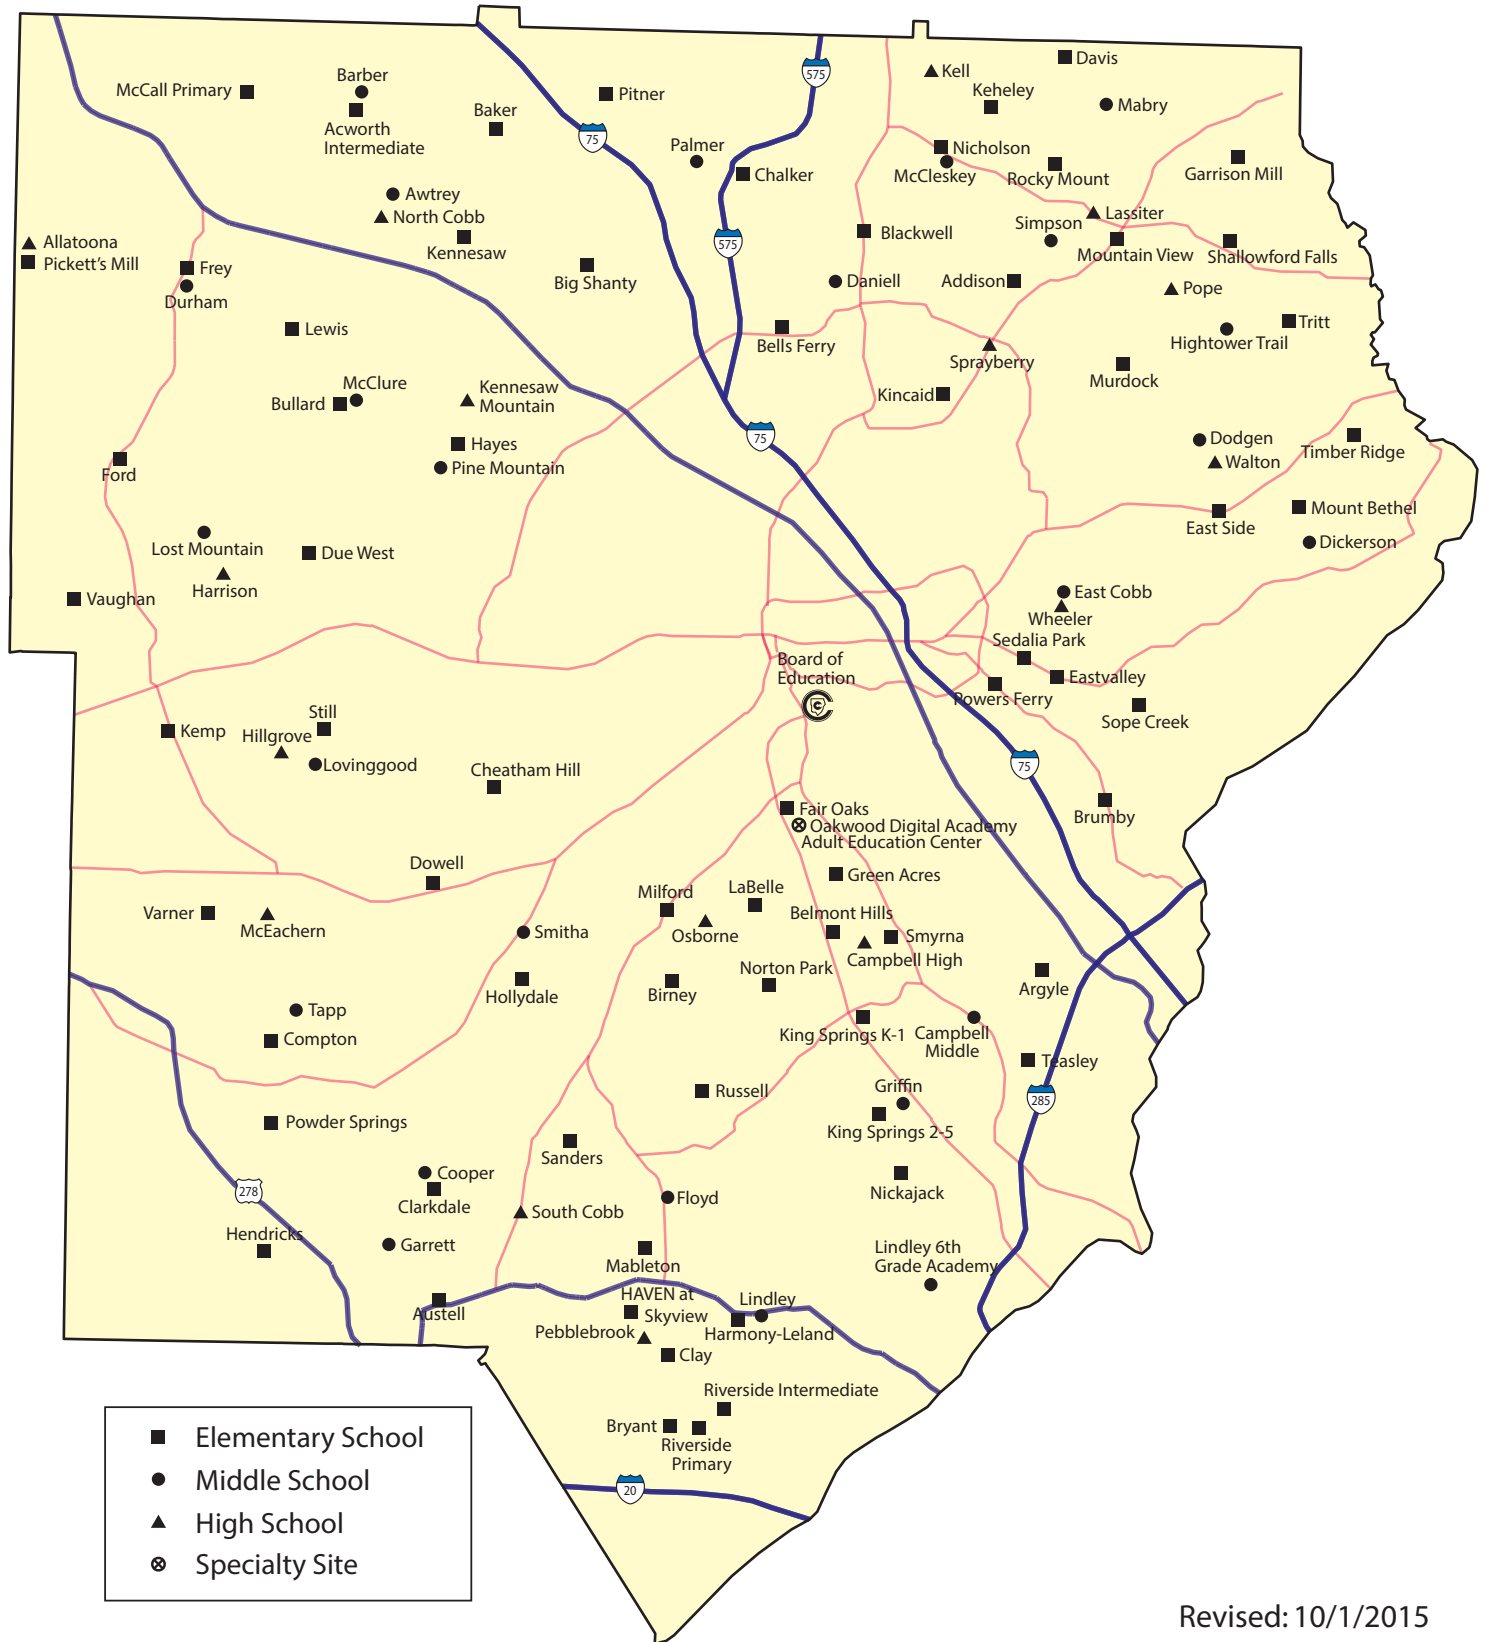 575
Kell
Davis
McCall Primary
Barber
Acworth
Intermediate
Baker
Pitner
75
Keheley
Mabry
Palmer
Chalker
Nicholson
McCleskey
Rocky Mount
Garrison Mill
Awtrey
North Cobb
Kennesaw
Allatoona
Pickett's Mill
Frey
Durham
Big Shanty
575
Blackwell
Daniell
Simpson
Lassiter
Mountain View
Shallowford Falls
Addison
Pope
Lewis
Bells Ferry
Sprayberry
Hightower Trail
Tritt
Murdock
McClure
Bullard
Kennesaw
Mountain
Kincaid
Hayes
Pine Mountain
75
Dodgen
Walton
Timber Ridge
Ford
Lost Mountain
Due West
Harrison
Vaughan
East Side
Mount Bethel
Dickerson
East Cobb
Wheeler
Sedalia Park
Eastvalley
Powers Ferry
Sope Creek
Board of
Education
C
Kemp
Still
Hillgrove
Lovinggood
Cheatham Hill
75
Brumby
Fair Oaks
Oakwood Digital Academy
Adult Education Center
Dowell
Green Acres
Varner
McEachern
Milford
LaBelle
Osborne
Belmont Hills
Smyrna
Campbell High
Smitha
Hollydale
Birney
Norton Park
Argyle
Tapp
Compton
King Springs K-1
Campbell
Middle
Teasley
Russell
Griffin
King Springs 2-5
285
Powder Springs
Sanders
Cooper
Clarkdale
Nickajack
278
Floyd
South Cobb
Hendricks
Garrett
Mableton
Lindley 6th
Grade Academy
Austell
HAVEN at
Skyview
Pebblebrook
Lindley
Harmony-Leland
Clay
Riverside Intermediate
Bryant
Riverside
Primary
20
Elementary School
Middle School
High School
Specialty Site
Revised: 10/1/2015